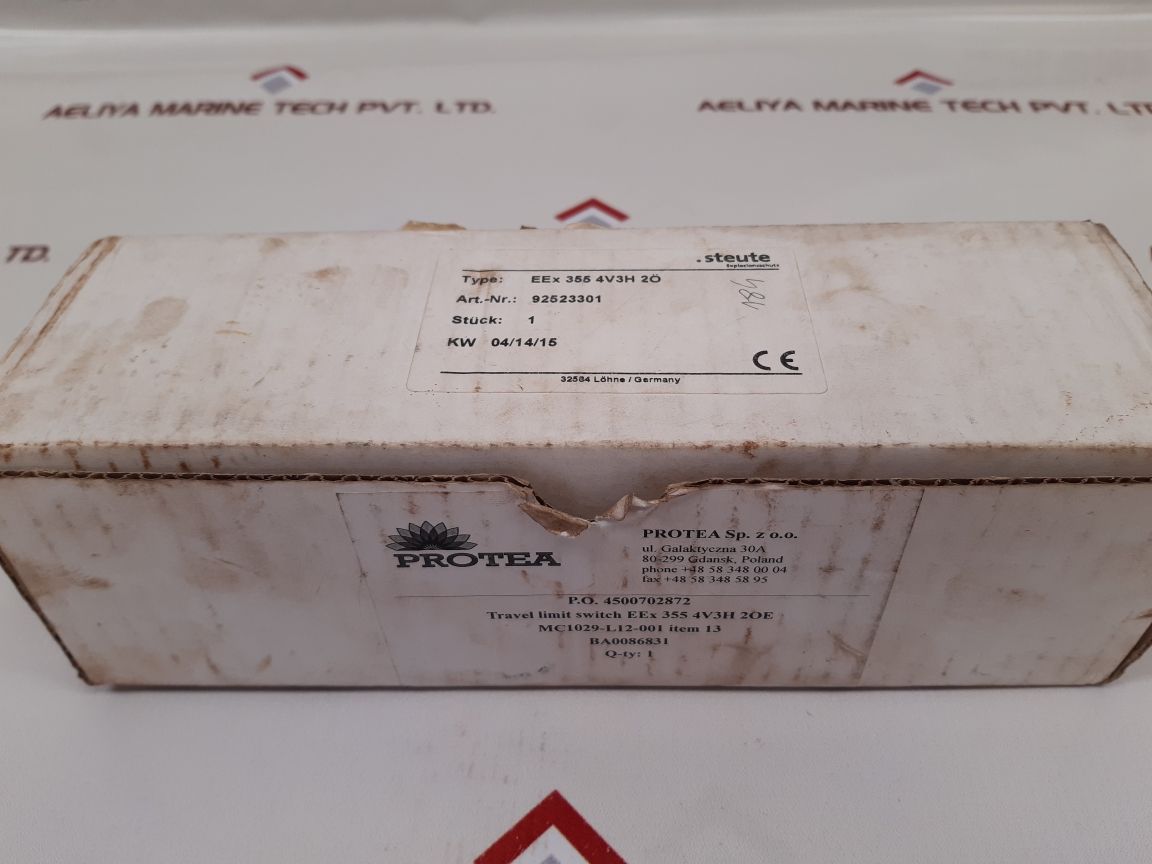 AELIYA MARINE TECH PVT. LTD.
AELIYA MARINE TECH PVT. LTD
TD.
.steute
Explosionsschutz
Type: EEx 355 4V3H 2Ö
Art.-Nr.: 92523301
Stück: 1
KW 04/14/15
184
CE
32584 Löhne / Germany
PROTEA
PROTEA Sp. z o.o.
ul. Galaktyczna 30A
80-299 Gdansk, Poland
phone +48 58 348 00 04
fax +48 58 348 58 95
P.O. 4500702872
Travel limit switch EEx 355 4V3H 2OE
MC1029-L12-001 item 13
BA0086831
Q-ty: 1